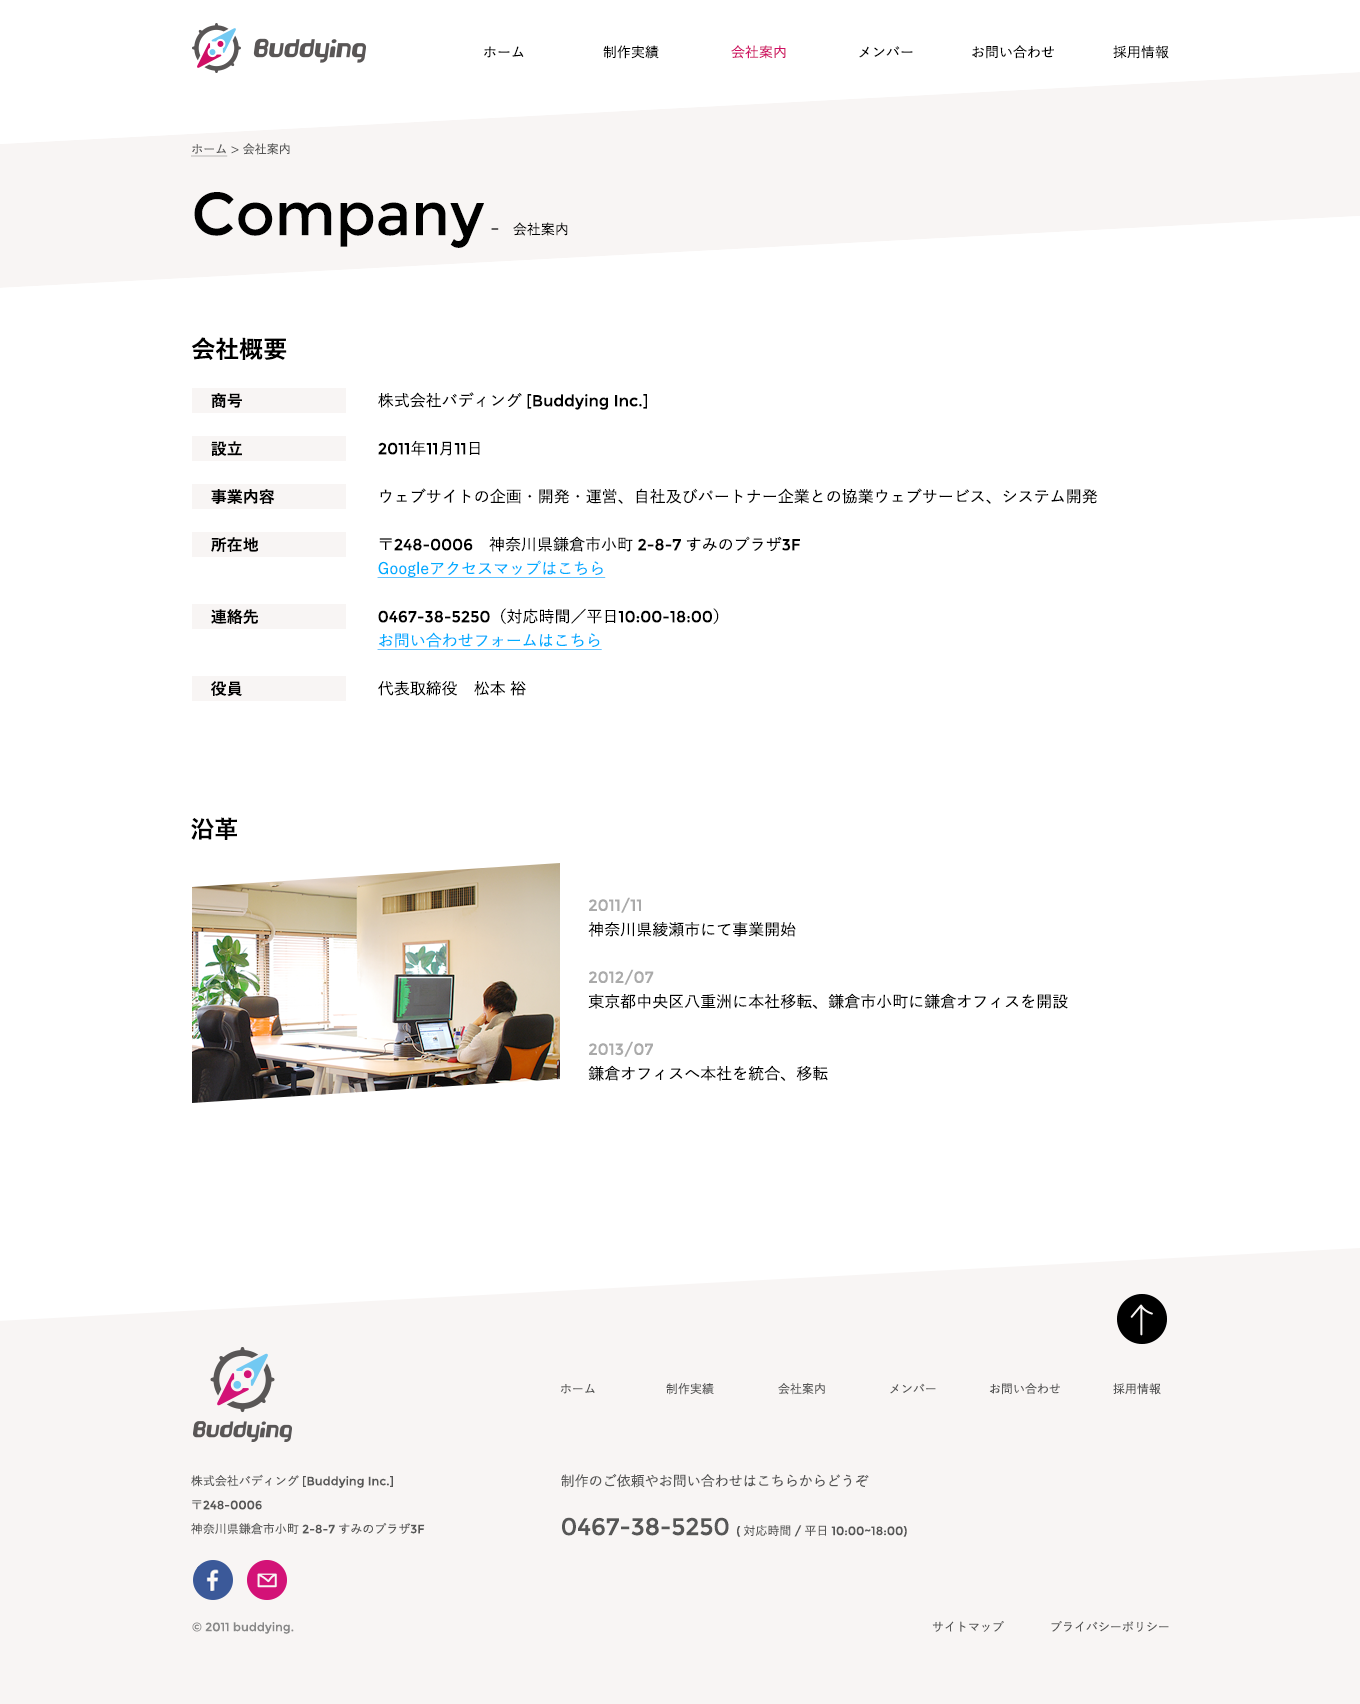 Buddying
ホーム 制作実績 会社案内 メンバー お問い合わせ 採用情報
ホーム > 会社案内
Company - 会社案内
会社概要
商号 株式会社バディング [Buddying Inc.]
設立 2011年11月11日
事業内容 ウェブサイトの企画・開発・運営、自社及びパートナー企業との協業ウェブサービス、システム開発
所在地 〒248-0006 神奈川県鎌倉市小町 2-8-7 すみのプラザ3F
Googleアクセスマップはこちら
連絡先 0467-38-5250（対応時間／平日10:00-18:00）
お問い合わせフォームはこちら
役員 代表取締役 松本 裕
沿革
2011/11
神奈川県綾瀬市にて事業開始
2012/07
東京都中央区八重洲に本社移転、鎌倉市小町に鎌倉オフィスを開設
2013/07
鎌倉オフィスへ本社を統合、移転
Buddying
ホーム 制作実績 会社案内 メンバー お問い合わせ 採用情報
株式会社バディング [Buddying Inc.]
〒248-0006
神奈川県鎌倉市小町 2-8-7 すみのプラザ3F
制作のご依頼やお問い合わせはこちらからどうぞ
0467-38-5250 ( 対応時間 / 平日 10:00~18:00)
© 2011 buddying.
サイトマップ プライバシーポリシー